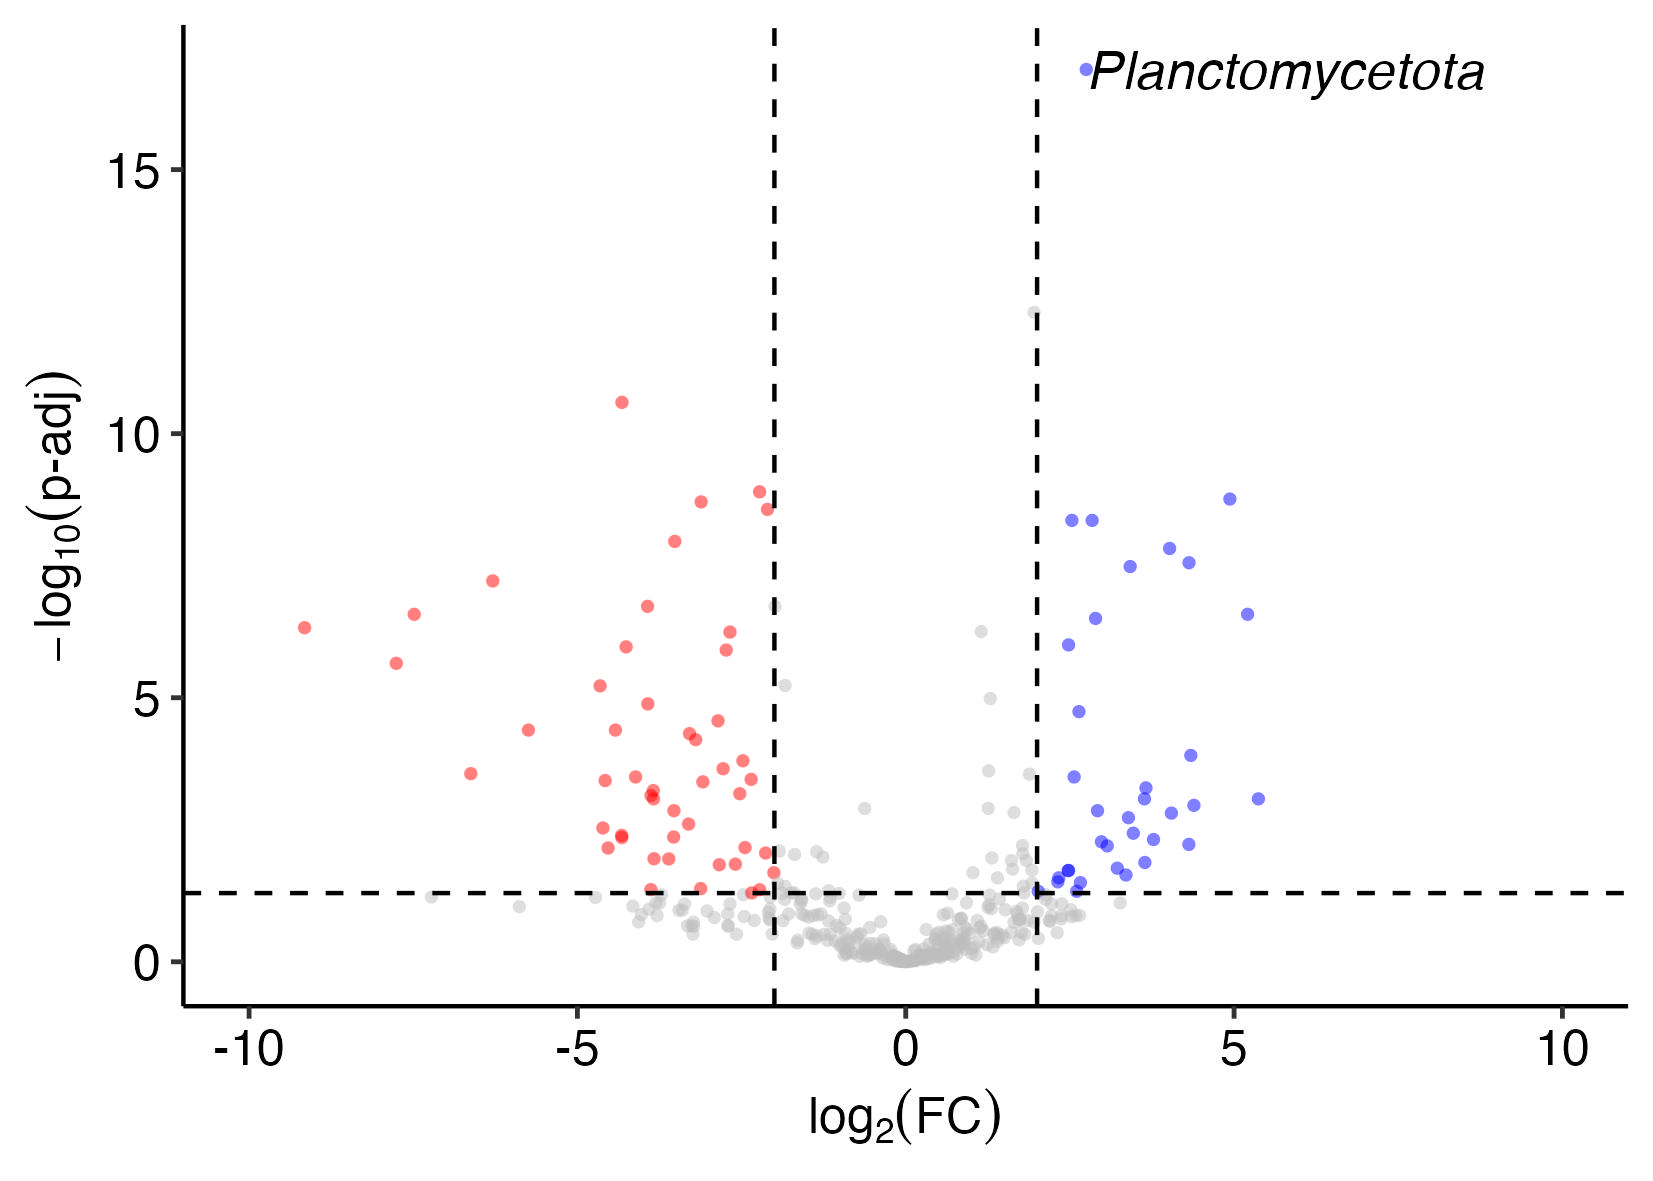 Planctomycetota
15
10
5
0
−log₁₀(p-adj)
-10 -5 0 5 10
log₂(FC)